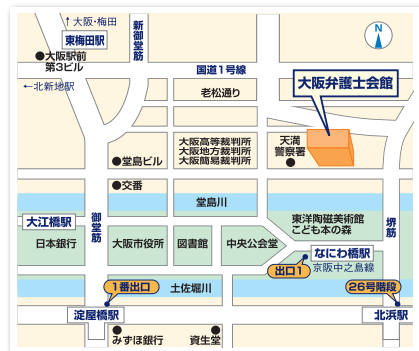 ↑大阪・梅田
東梅田駅
新御堂筋
N
●大阪駅前
第3ビル
国道1号線
←北新地駅
老松通り
大阪弁護士会館
大阪高等裁判所
大阪地方裁判所
大阪簡易裁判所
天満
警察署
●堂島ビル
●交番
堂島川
大江橋駅
御堂筋
東洋陶磁美術館
こども本の森
堺筋
日本銀行
大阪市役所
図書館
中央公会堂
なにわ橋駅
出口1
京阪中之島線
1番出口
土佐堀川
26号階段
淀屋橋駅
北浜駅
みずほ銀行
資生堂